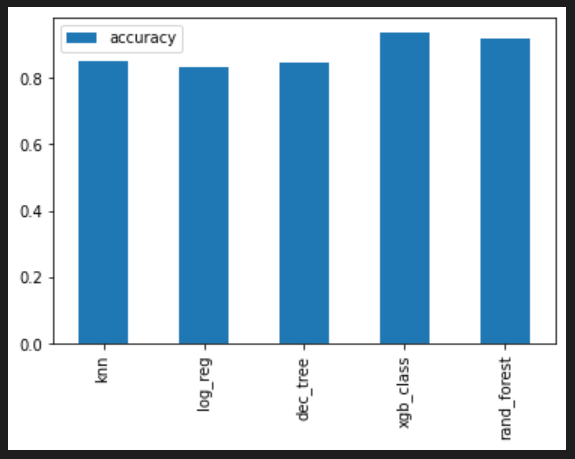 accuracy
0.8
0.6
0.4
0.2
0.0
knn
log_reg
dec_tree
xgb_class
rand_forest